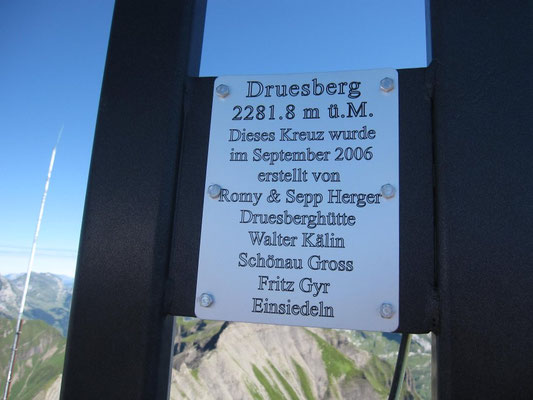 Druesberg
2281.8 m ü.M.
Dieses Kreuz wurde
im September 2006
erstellt von
Romy & Sepp Herger
Druesberghütte
Walter Kälin
Schönau Gross
Fritz Gyr
Einsiedeln